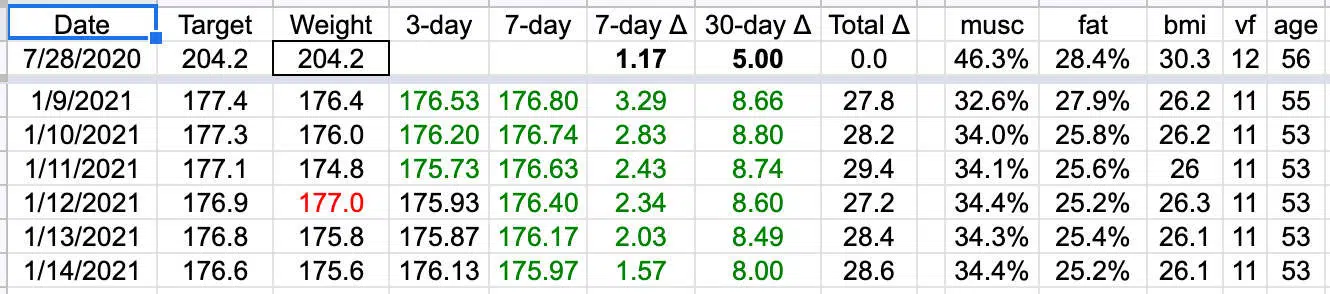 Date Target Weight 3-day 7-day 7-day Δ 30-day Δ Total Δ musc fat bmi vf age
7/28/2020 204.2 204.2 1.17 5.00 0.0 46.3% 28.4% 30.3 12 56
1/9/2021 177.4 176.4 176.53 176.80 3.29 8.66 27.8 32.6% 27.9% 26.2 11 55
1/10/2021 177.3 176.0 176.20 176.74 2.83 8.80 28.2 34.0% 25.8% 26.2 11 53
1/11/2021 177.1 174.8 175.73 176.63 2.43 8.74 29.4 34.1% 25.6% 26 11 53
1/12/2021 176.9 177.0 175.93 176.40 2.34 8.60 27.2 34.4% 25.2% 26.3 11 53
1/13/2021 176.8 175.8 175.87 176.17 2.03 8.49 28.4 34.3% 25.4% 26.1 11 53
1/14/2021 176.6 175.6 176.13 175.97 1.57 8.00 28.6 34.4% 25.2% 26.1 11 53